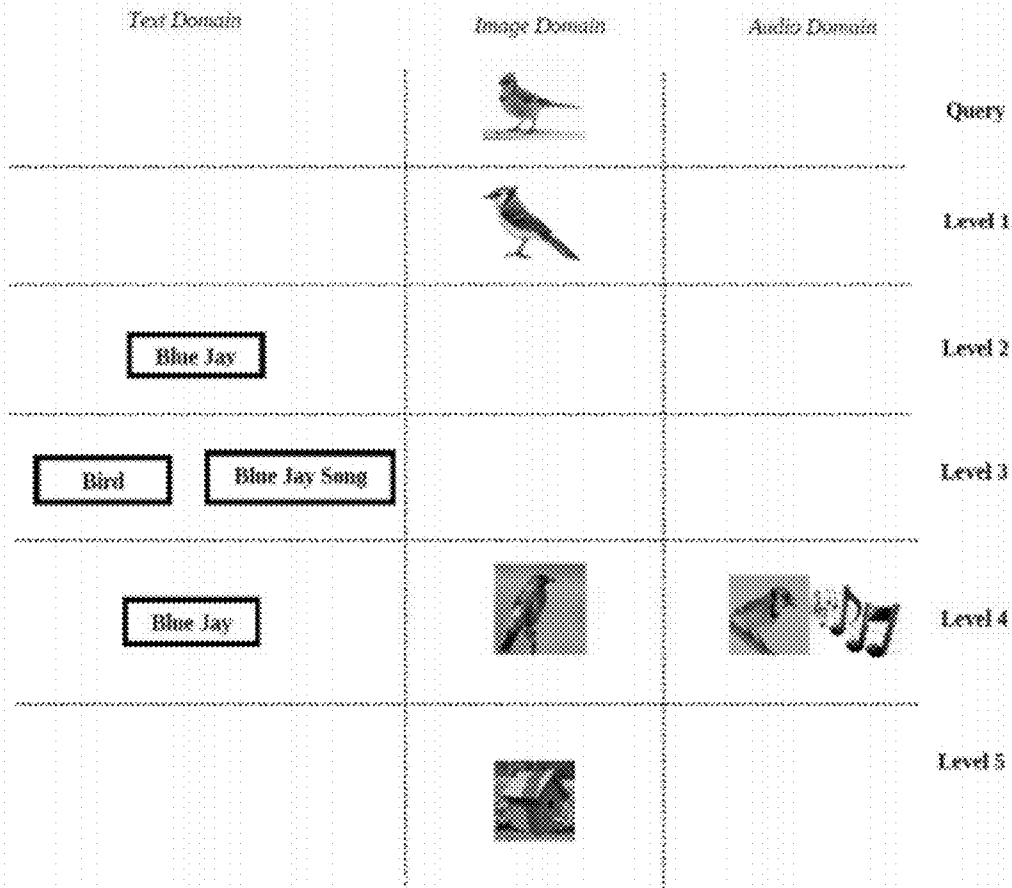 Text Domain
Image Domain
Audio Domain
Query
Level 1
Blue Jay
Level 2
Bird
Blue Jay Song
Level 3
Blue Jay
Level 4
Level 5